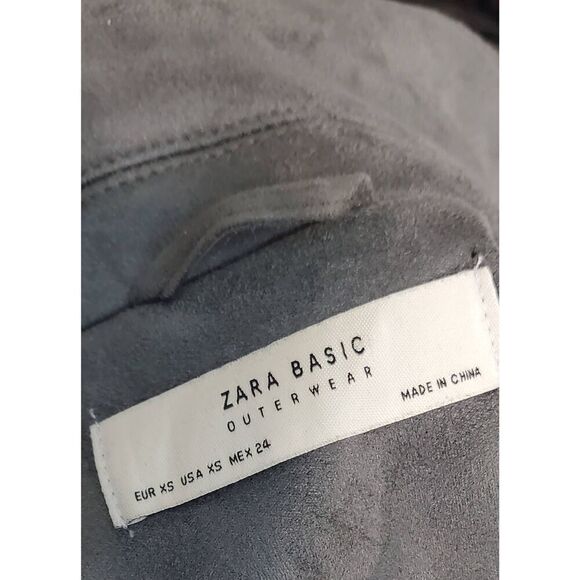 ZARA BASIC
OUTERWEAR
MADE IN CHINA
EUR XS USA XS MEX 24